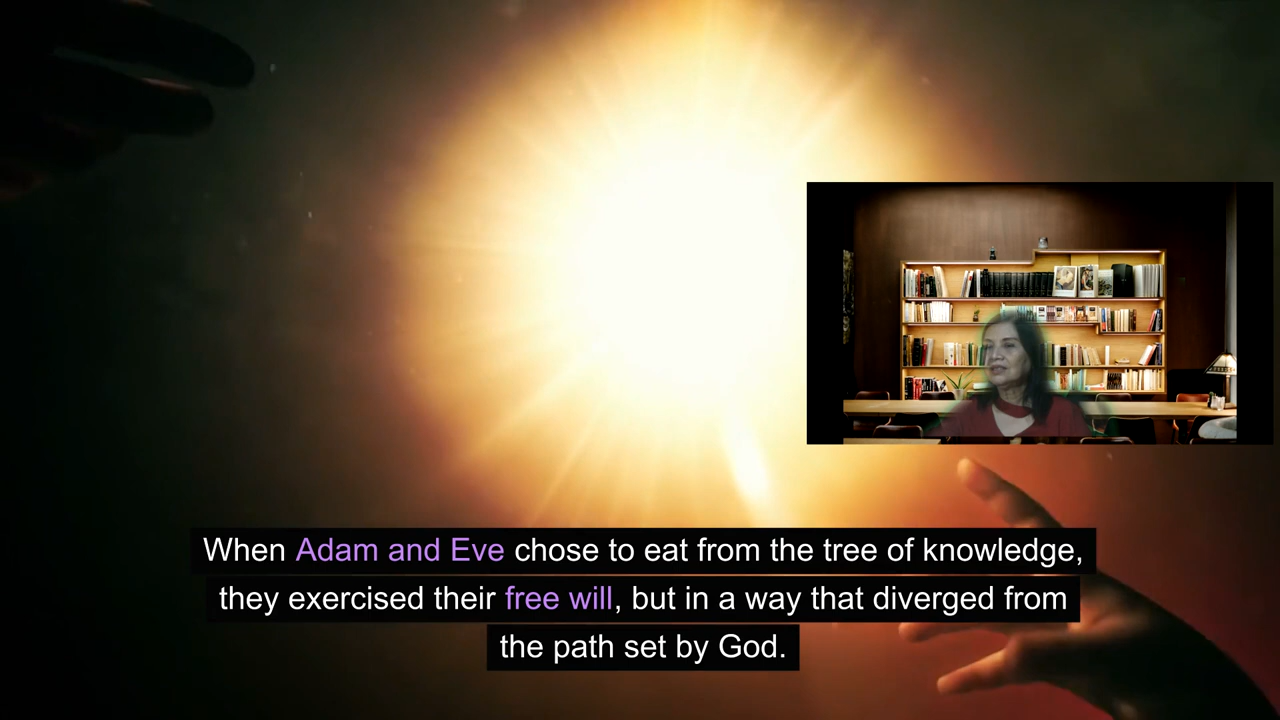 When Adam and Eve chose to eat from the tree of knowledge,
they exercised their free will, but in a way that diverged from
the path set by God.